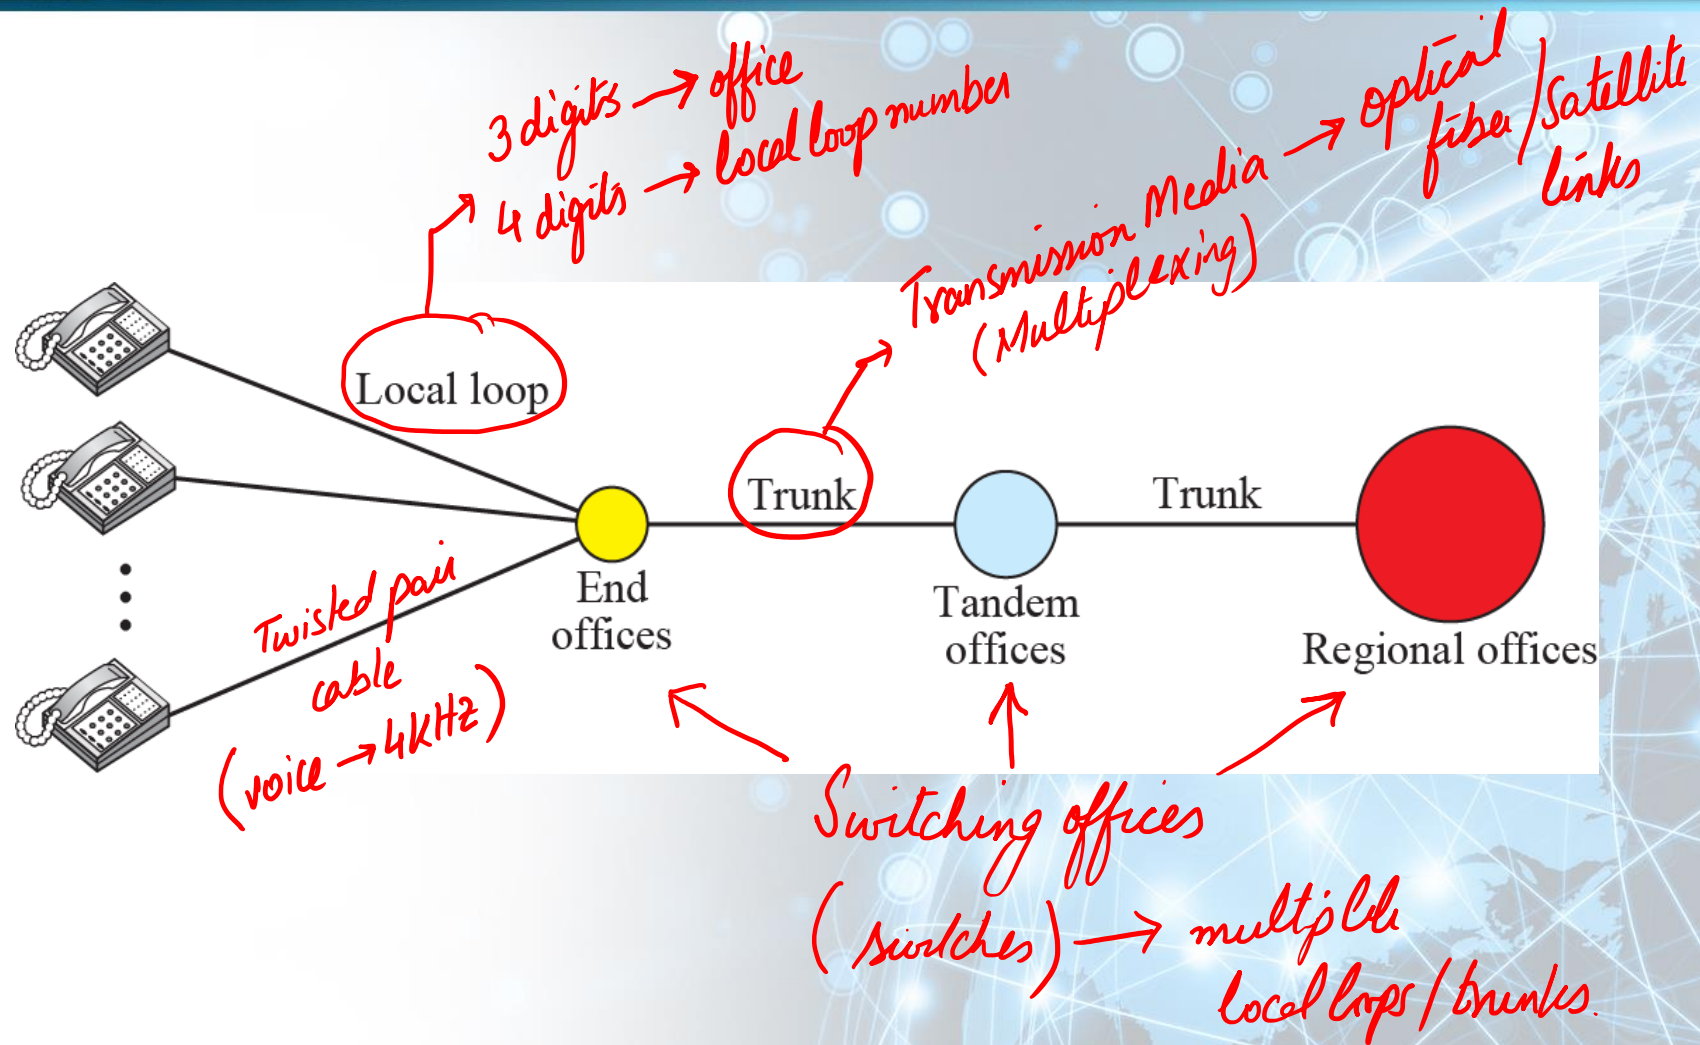 3 digits → office
4 digits → local loop number
Transmission Media → optical
fiber / Satellite
links
(Multiplexing)
Local loop
Trunk
Trunk
End
offices
Tandem
offices
Regional offices
Twisted pair
cable
(voice → 4KHz)
Switching offices
(switches) → multiple
local loops / trunks.